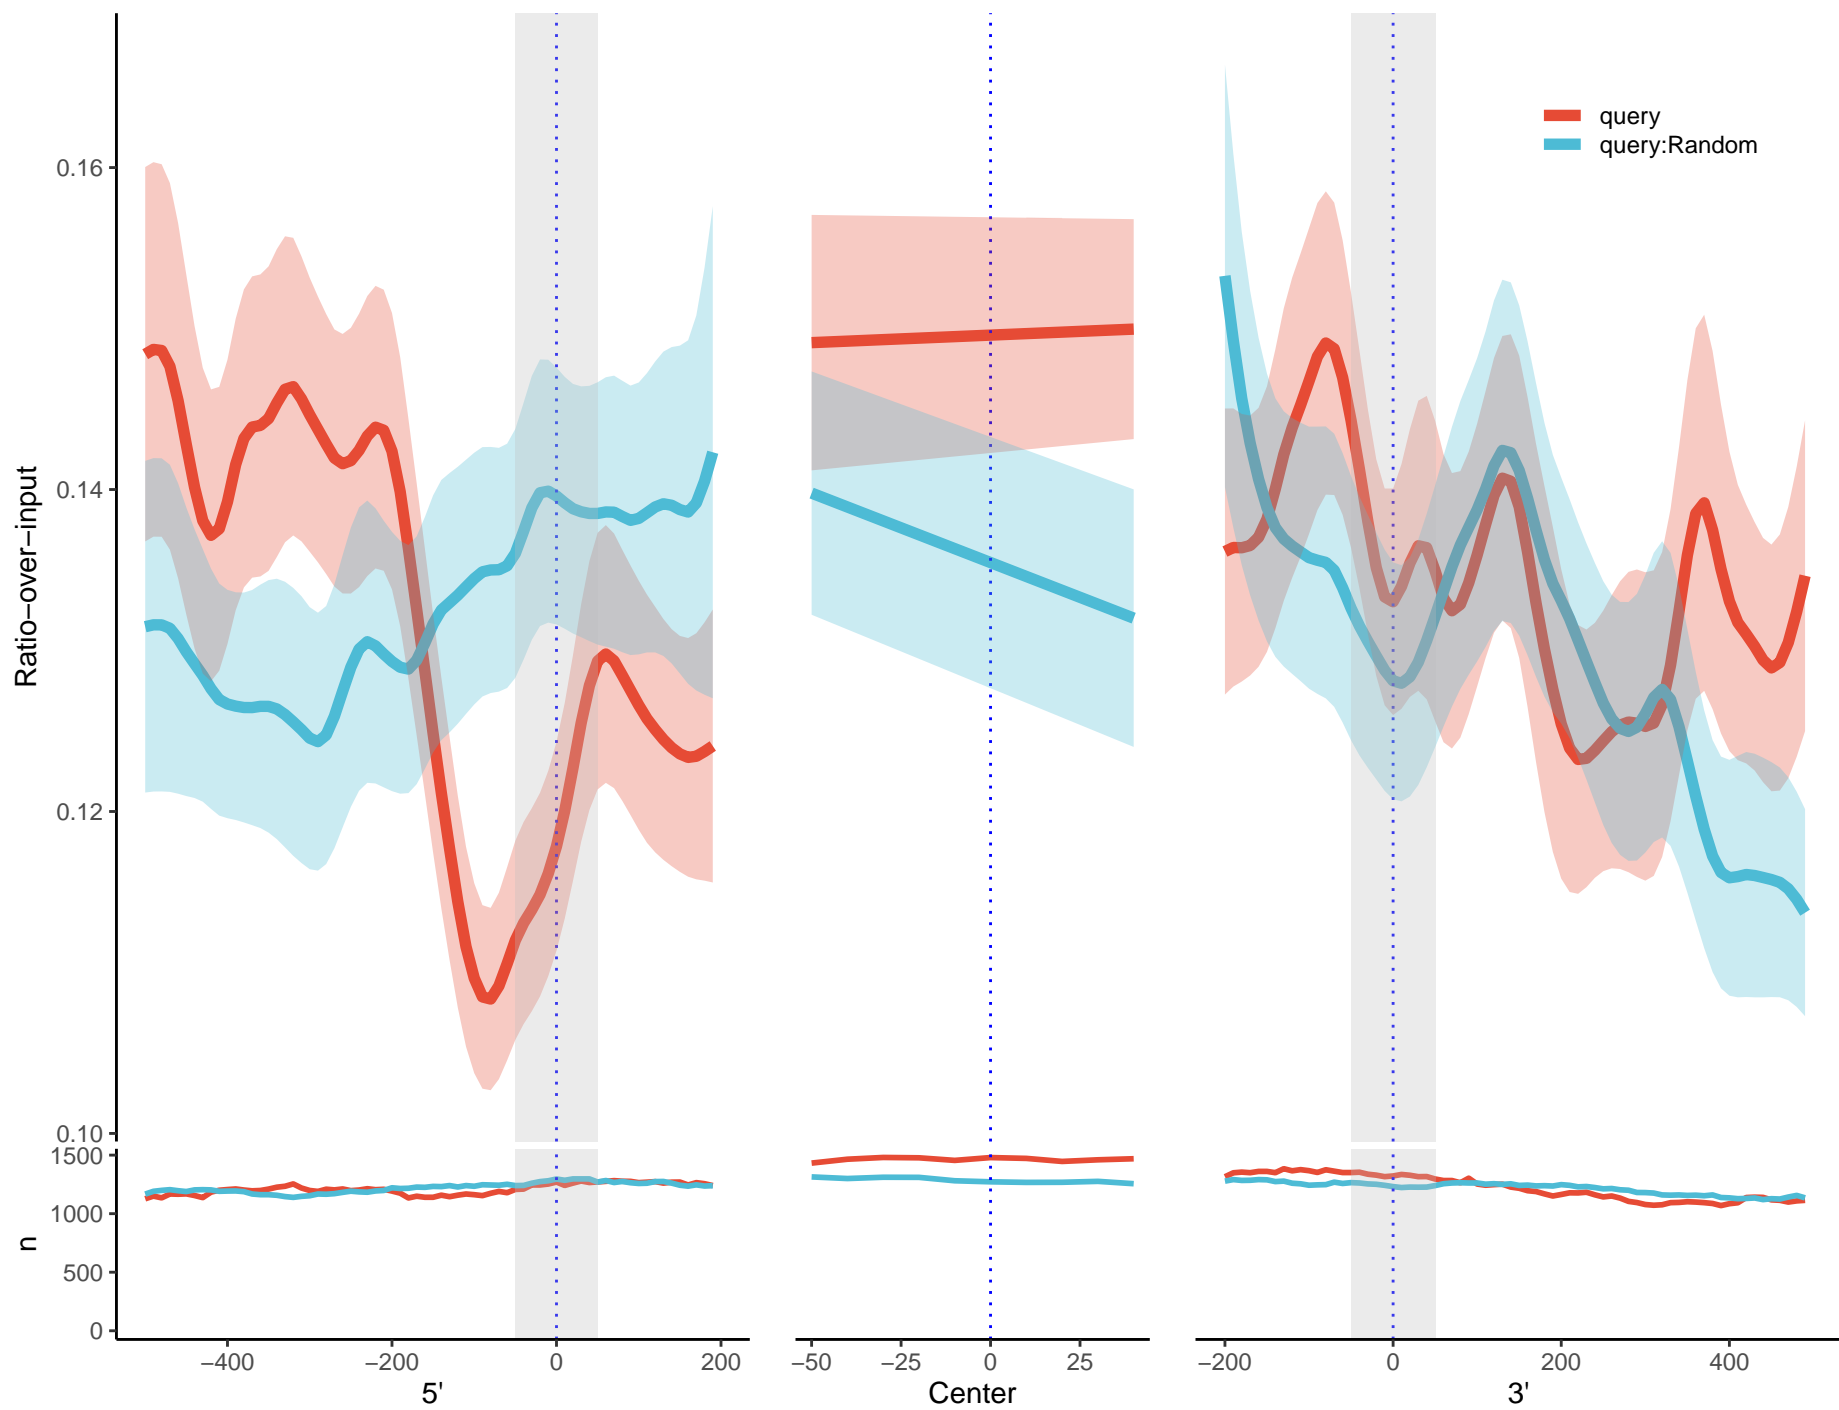 query
query:Random
0.16
0.14
0.12
0.10
Ratio−over−input
1500
1000
500
0
n
−400 −200 0 200
−50 −25 0 25
−200 0 200 400
5' Center 3'